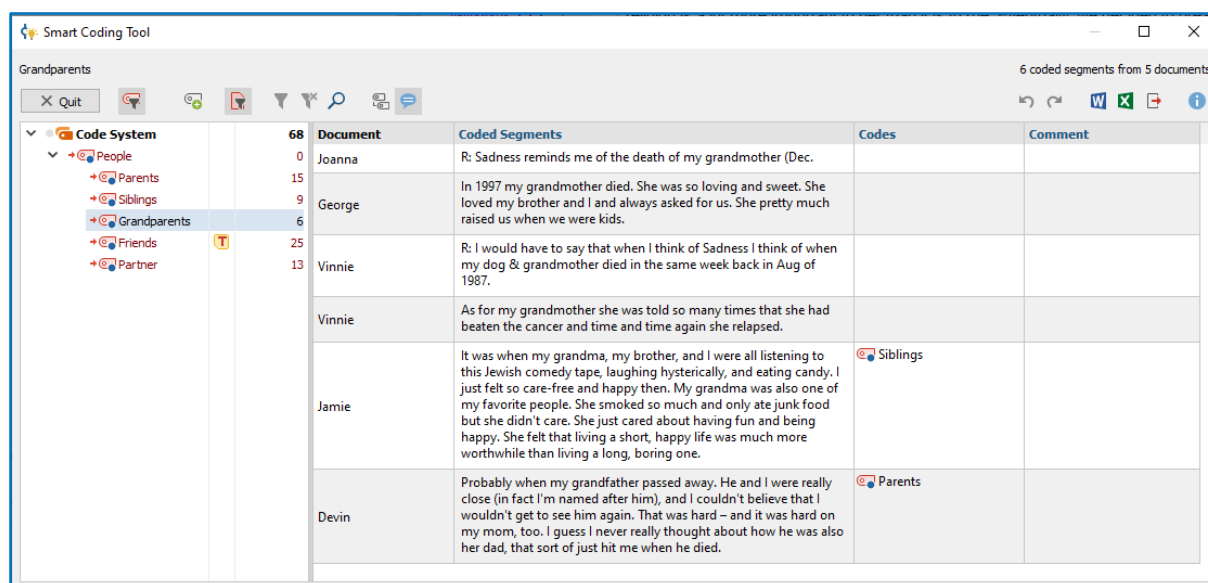 Smart Coding Tool
Grandparents
6 coded segments from 5 documents
Quit
Code System 68
People 0
Parents 15
Siblings 9
Grandparents 6
Friends T 25
Partner 13
Document Coded Segments Codes Comment
Joanna
R: Sadness reminds me of the death of my grandmother (Dec.
George
In 1997 my grandmother died. She was so loving and sweet. She
loved my brother and I and always asked for us. She pretty much
raised us when we were kids.
Vinnie
R: I would have to say that when I think of Sadness I think of when
my dog & grandmother died in the same week back in Aug of
1987.
Vinnie
As for my grandmother she was told so many times that she had
beaten the cancer and time and time again she relapsed.
Jamie
It was when my grandma, my brother, and I were all listening to
this Jewish comedy tape, laughing hysterically, and eating candy. I
just felt so care-free and happy then. My grandma was also one of
my favorite people. She smoked so much and only ate junk food
but she didn't care. She just cared about having fun and being
happy. She felt that living a short, happy life was much more
worthwhile than living a long, boring one.
Siblings
Devin
Probably when my grandfather passed away. He and I were really
close (in fact I'm named after him), and I couldn't believe that I
wouldn't get to see him again. That was hard – and it was hard on
my mom, too. I guess I never really thought about how he was also
her dad, that sort of just hit me when he died.
Parents